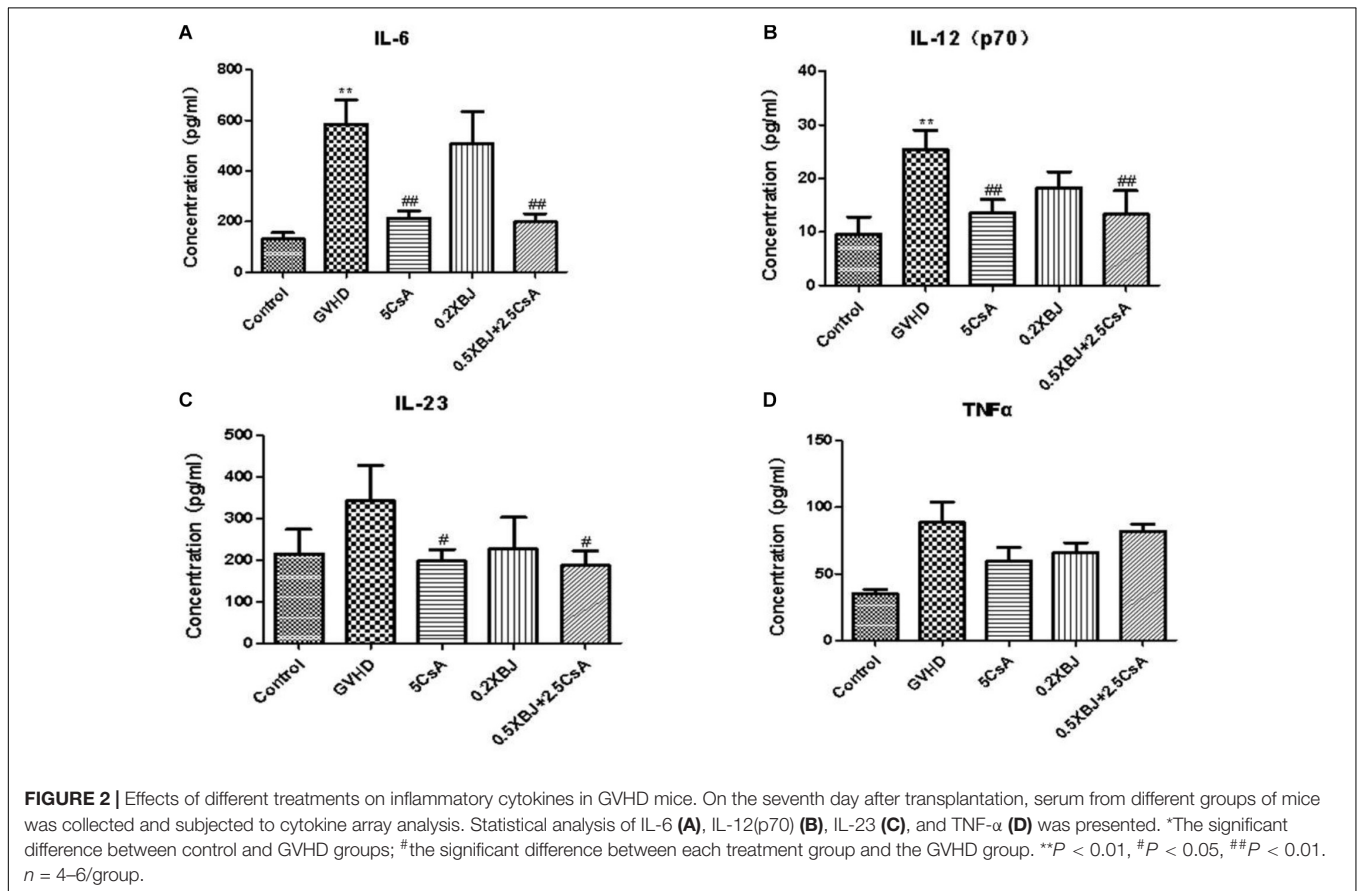 A
IL-6
Concentration (pg/ml)
800
600
400
200
0
**
##
##
Control
GVHD
5CsA
0.2XBJ
0.5XBJ+2.5CsA
B
IL-12（p70）
Concentration (pg/ml)
40
30
20
10
0
**
##
##
Control
GVHD
5CsA
0.2XBJ
0.5XBJ+2.5CsA
C
IL-23
Concentration (pg/ml)
500
400
300
200
100
0
#
#
Control
GVHD
5CsA
0.2XBJ
0.5XBJ+2.5CsA
D
TNFα
Concentration (pg/ml)
150
100
50
0
Control
GVHD
5CsA
0.2XBJ
0.5XBJ+2.5CsA
FIGURE 2 | Effects of different treatments on inflammatory cytokines in GVHD mice. On the seventh day after transplantation, serum from different groups of mice
was collected and subjected to cytokine array analysis. Statistical analysis of IL-6 (A), IL-12(p70) (B), IL-23 (C), and TNF-α (D) was presented. *The significant
difference between control and GVHD groups; #the significant difference between each treatment group and the GVHD group. **P < 0.01, #P < 0.05, ##P < 0.01.
n = 4–6/group.